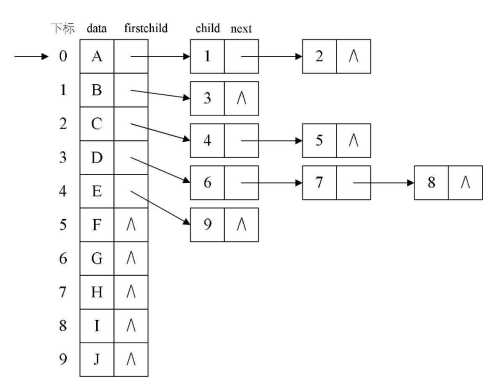 下标 data firstchild child next
0 A 1 2 ∧
1 B 3 ∧
2 C 4 5 ∧
3 D 6 7 8 ∧
4 E 9 ∧
5 F ∧
6 G ∧
7 H ∧
8 I ∧
9 J ∧